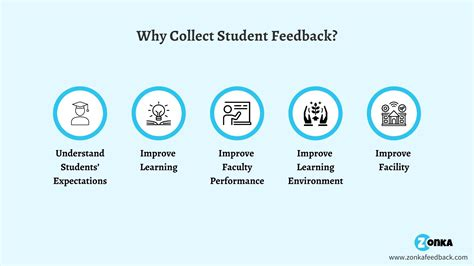 Why Collect Student Feedback?
Understand
Students'
Expectations
Improve
Learning
Improve
Faculty
Performance
Improve
Learning
Environment
Improve
Facility
ZONKA
www.zonkafeedback.com